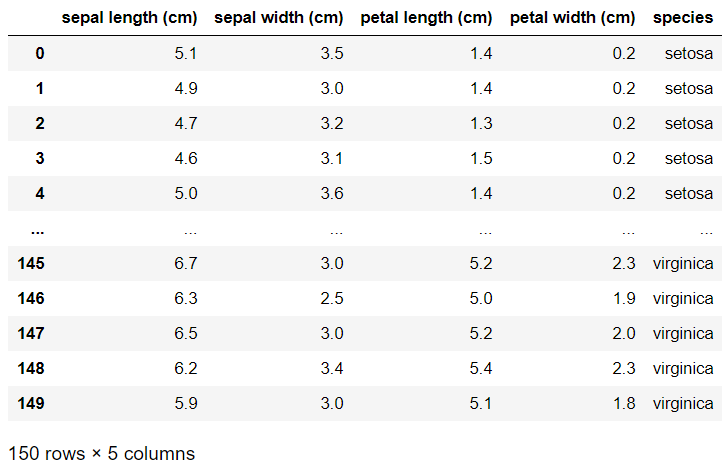 sepal length (cm) sepal width (cm) petal length (cm) petal width (cm) species
0 5.1 3.5 1.4 0.2 setosa
1 4.9 3.0 1.4 0.2 setosa
2 4.7 3.2 1.3 0.2 setosa
3 4.6 3.1 1.5 0.2 setosa
4 5.0 3.6 1.4 0.2 setosa
... ... ... ... ... ...
145 6.7 3.0 5.2 2.3 virginica
146 6.3 2.5 5.0 1.9 virginica
147 6.5 3.0 5.2 2.0 virginica
148 6.2 3.4 5.4 2.3 virginica
149 5.9 3.0 5.1 1.8 virginica
150 rows × 5 columns